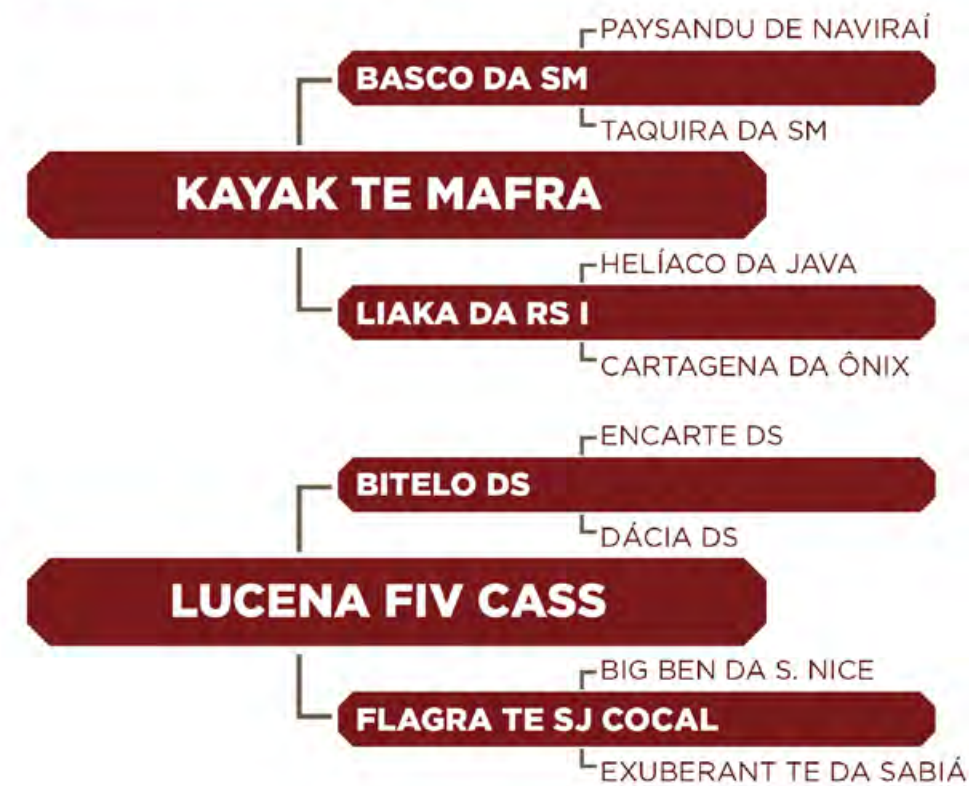 PAYSANDU DE NAVIRAÍ
BASCO DA SM
TAQUIRA DA SM
KAYAK TE MAFRA
HELÍACO DA JAVA
LIAKA DA RS I
CARTAGENA DA ÔNIX
ENCARTE DS
BITELO DS
DÁCIA DS
LUCENA FIV CASS
BIG BEN DA S. NICE
FLAGRA TE SJ COCAL
EXUBERANT TE DA SABIÁ